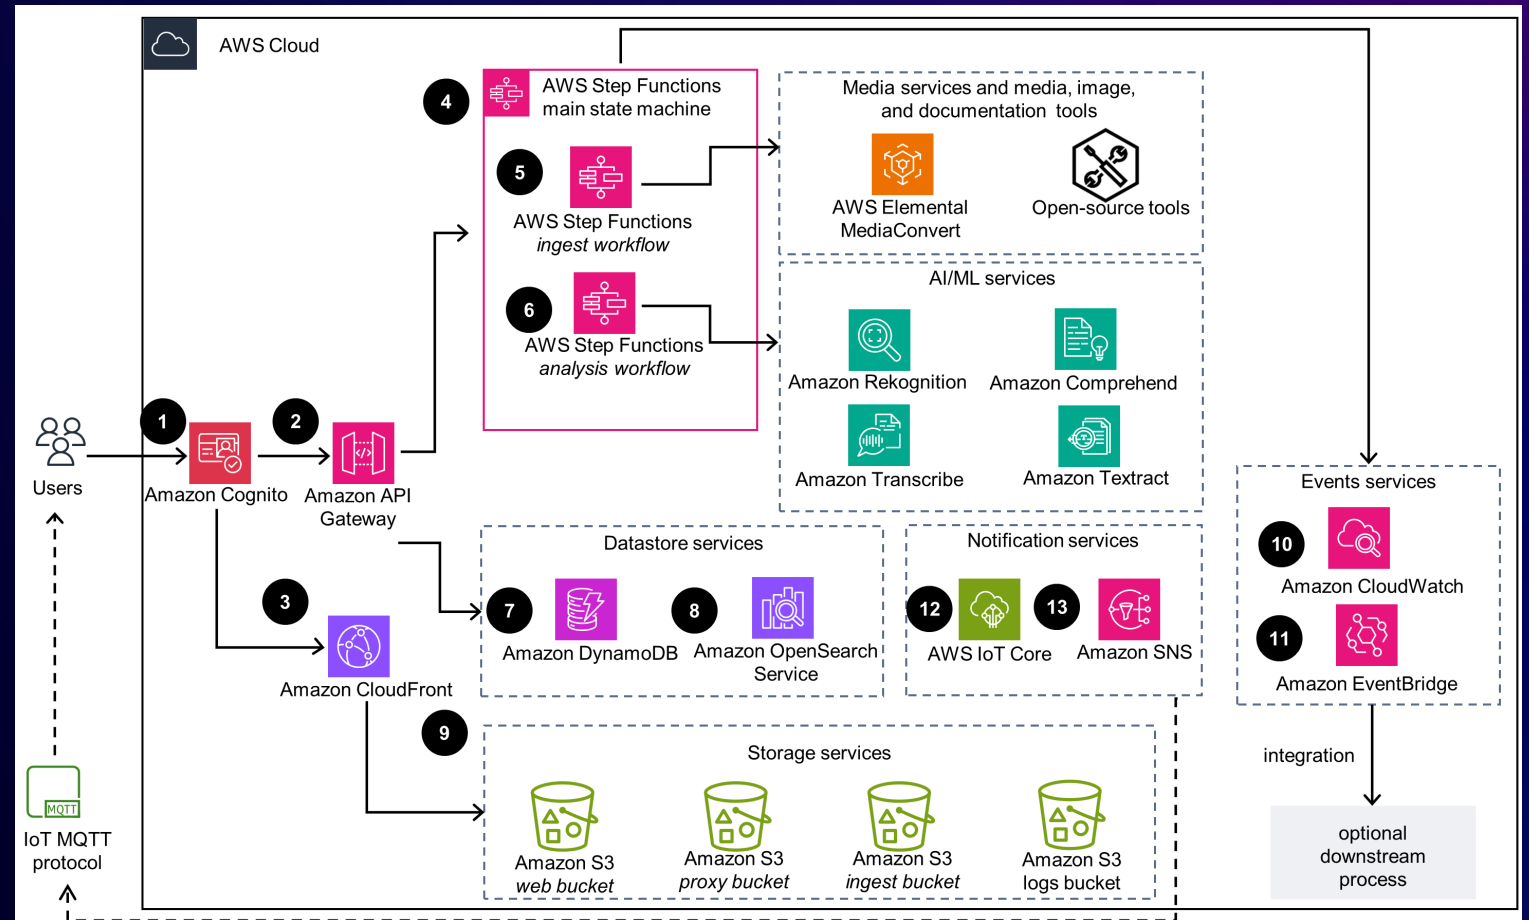 AWS Cloud
4
AWS Step Functions
main state machine
5
AWS Step Functions
ingest workflow
6
AWS Step Functions
analysis workflow
Media services and media, image,
and documentation tools
AWS Elemental
MediaConvert
Open-source tools
AI/ML services
Amazon Rekognition
Amazon Comprehend
Amazon Transcribe
Amazon Textract
Users
1
Amazon Cognito
2
Amazon API
Gateway
3
Amazon CloudFront
Datastore services
7
Amazon DynamoDB
8
Amazon OpenSearch
Service
Notification services
12
AWS IoT Core
13
Amazon SNS
Events services
10
Amazon CloudWatch
11
Amazon EventBridge
integration
optional
downstream
process
9
Storage services
Amazon S3
web bucket
Amazon S3
proxy bucket
Amazon S3
ingest bucket
Amazon S3
logs bucket
MQTT
IoT MQTT
protocol